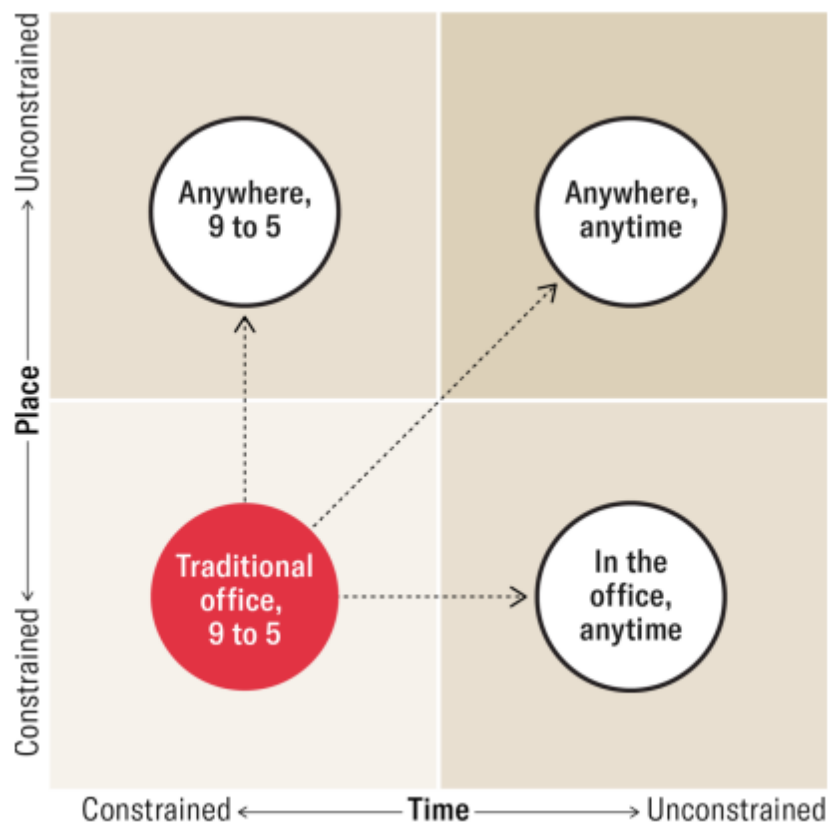 Unconstrained
Place
Constrained
Anywhere,
9 to 5
Anywhere,
anytime
Traditional
office,
9 to 5
In the
office,
anytime
Constrained
Time
Unconstrained